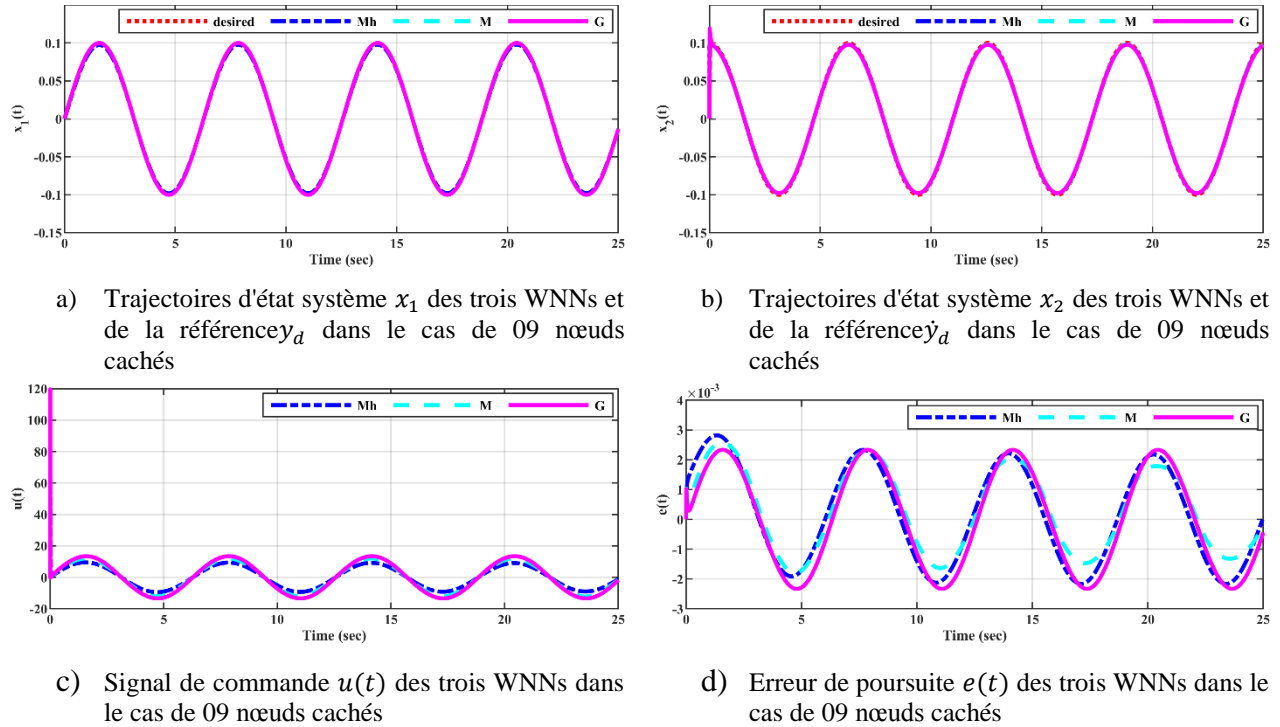 desired Mh M G
0.1
0.05
0
-0.05
-0.1
-0.15
x1(t)
0 5 10 15 20 25
Time (sec)
desired Mh M G
0.1
0.05
0
-0.05
-0.1
-0.15
x2(t)
0 5 10 15 20 25
Time (sec)
a) Trajectoires d'état système x₁ des trois WNNs et
de la référencey_d dans le cas de 09 nœuds
cachés
b) Trajectoires d'état système x₂ des trois WNNs et
de la référenceẏ_d dans le cas de 09 nœuds
cachés
Mh M G
120
100
80
60
40
20
0
-20
u(t)
0 5 10 15 20 25
Time (sec)
×10⁻³
Mh M G
4
3
2
1
0
-1
-2
-3
e(t)
0 5 10 15 20 25
Time (sec)
c) Signal de commande u(t) des trois WNNs dans
le cas de 09 nœuds cachés
d) Erreur de poursuite e(t) des trois WNNs dans le
cas de 09 nœuds cachés